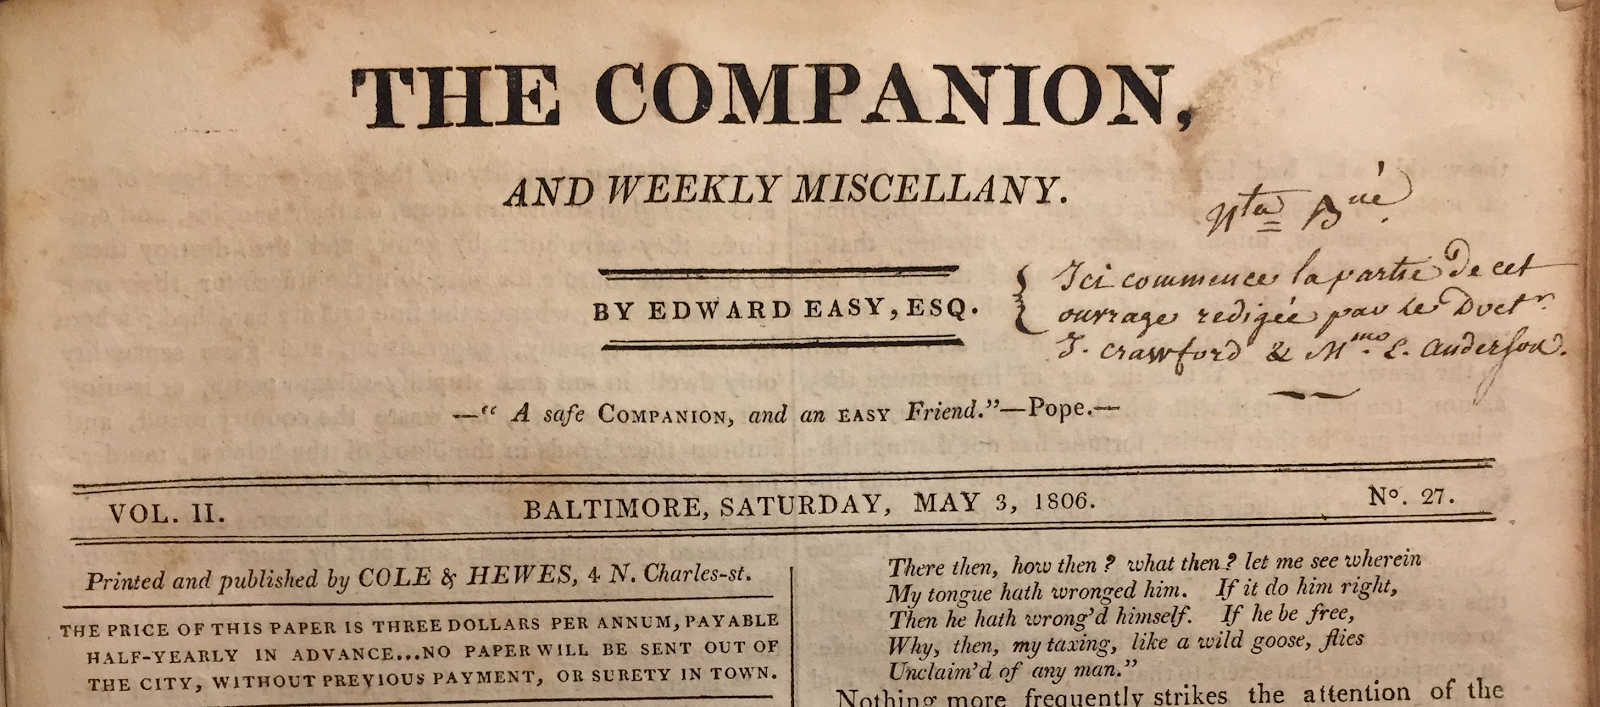 THE COMPANION,
AND WEEKLY MISCELLANY.
Nta Bné
BY EDWARD EASY, ESQ.
Ici commence la partie De cet
ouvrage redigée par le Doctr.
J. Crawford & Mme. E. Anderson.
—“ A safe COMPANION, and an EASY Friend.”—Pope.—
VOL. II. BALTIMORE, SATURDAY, MAY 3, 1806. No. 27.
Printed and published by COLE & HEWES, 4 N. Charles-st.
THE PRICE OF THIS PAPER IS THREE DOLLARS PER ANNUM, PAYABLE
HALF-YEARLY IN ADVANCE...NO PAPER WILL BE SENT OUT OF
THE CITY, WITHOUT PREVIOUS PAYMENT, OR SURETY IN TOWN.
There then, how then? what then? let me see wherein
My tongue hath wronged him. If it do him right,
Then he hath wrong'd himself. If he be free,
Why, then, my taxing, like a wild goose, flies
Unclaim'd of any man.”
Nothing more frequently strikes the attention of the